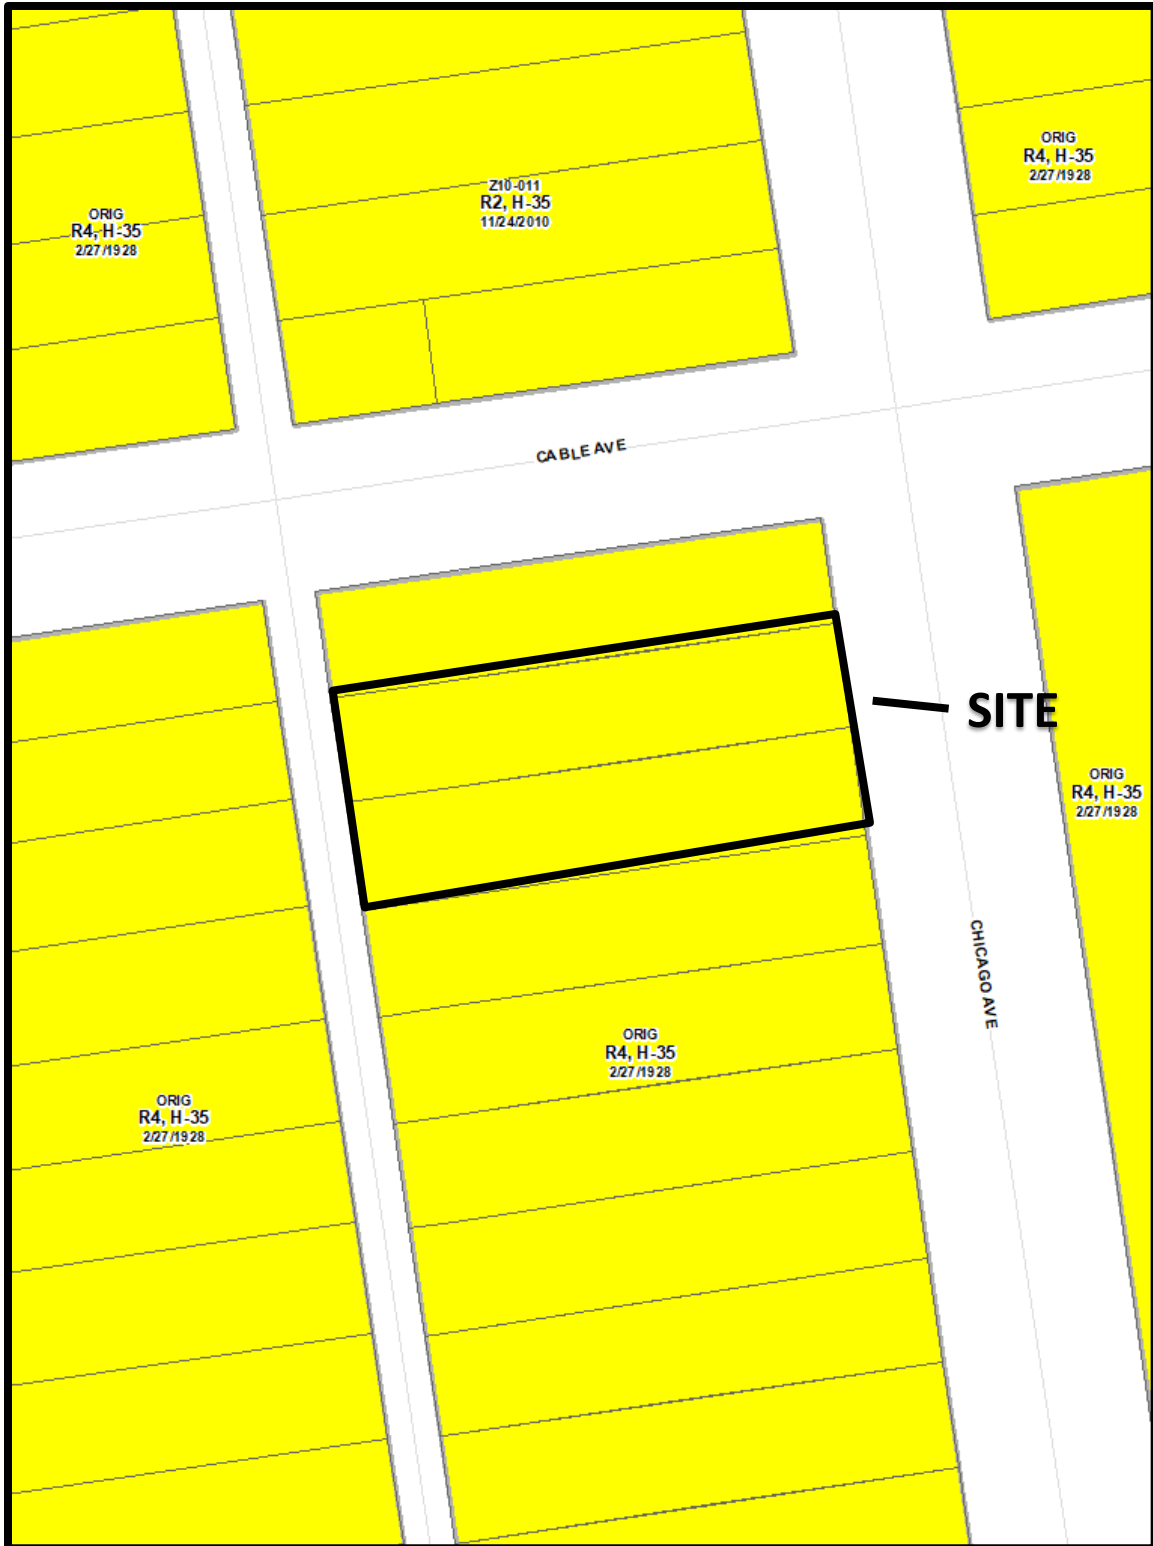 ORIG
R4, H-35
2/27/1928
Z10-011
R2, H-35
11/24/2010
ORIG
R4, H-35
2/27/1928
CABLE AVE
SITE
ORIG
R4, H-35
2/27/1928
CHICAGO AVE
ORIG
R4, H-35
2/27/1928
ORIG
R4, H-35
2/27/1928